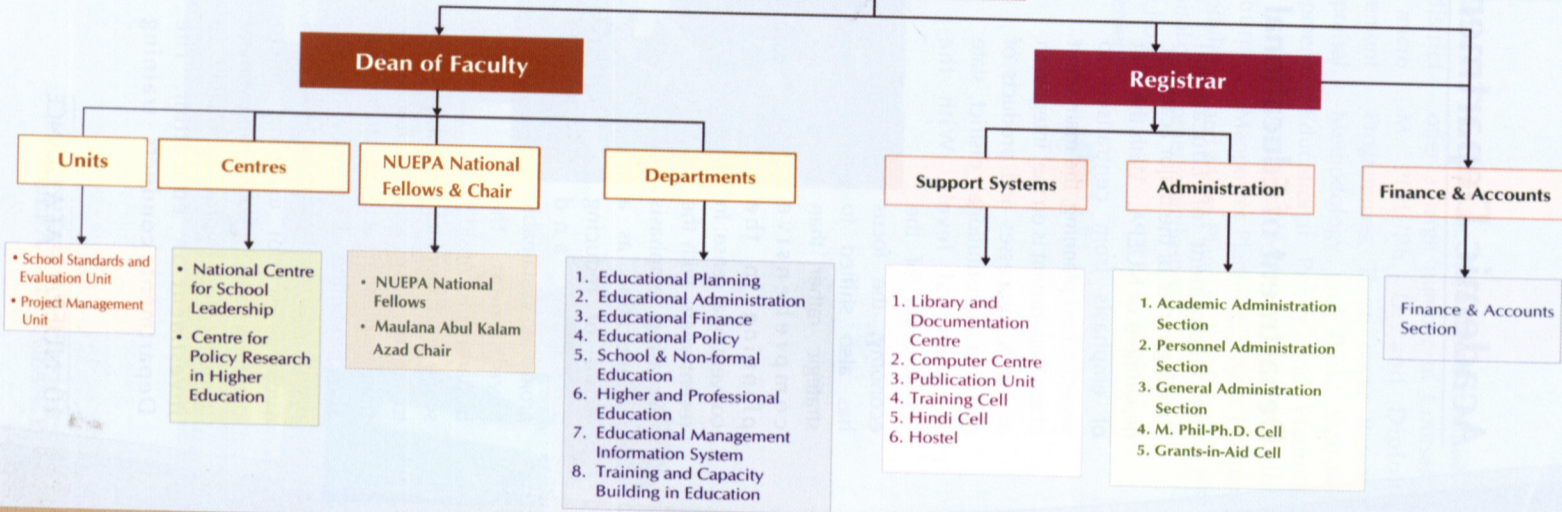 Dean of Faculty
Registrar
Units
Centres
NUEPA National
Fellows & Chair
Departments
Support Systems
Administration
Finance & Accounts
• School Standards and
Evaluation Unit
• Project Management
Unit
• National Centre
for School
Leadership
• Centre for
Policy Research
in Higher
Education
• NUEPA National
Fellows
• Maulana Abul Kalam
Azad Chair
1. Educational Planning
2. Educational Administration
3. Educational Finance
4. Educational Policy
5. School & Non-formal
Education
6. Higher and Professional
Education
7. Educational Management
Information System
8. Training and Capacity
Building in Education
1. Library and
Documentation
Centre
2. Computer Centre
3. Publication Unit
4. Training Cell
5. Hindi Cell
6. Hostel
1. Academic Administration
Section
2. Personnel Administration
Section
3. General Administration
Section
4. M. Phil-Ph.D. Cell
5. Grants-in-Aid Cell
Finance & Accounts
Section